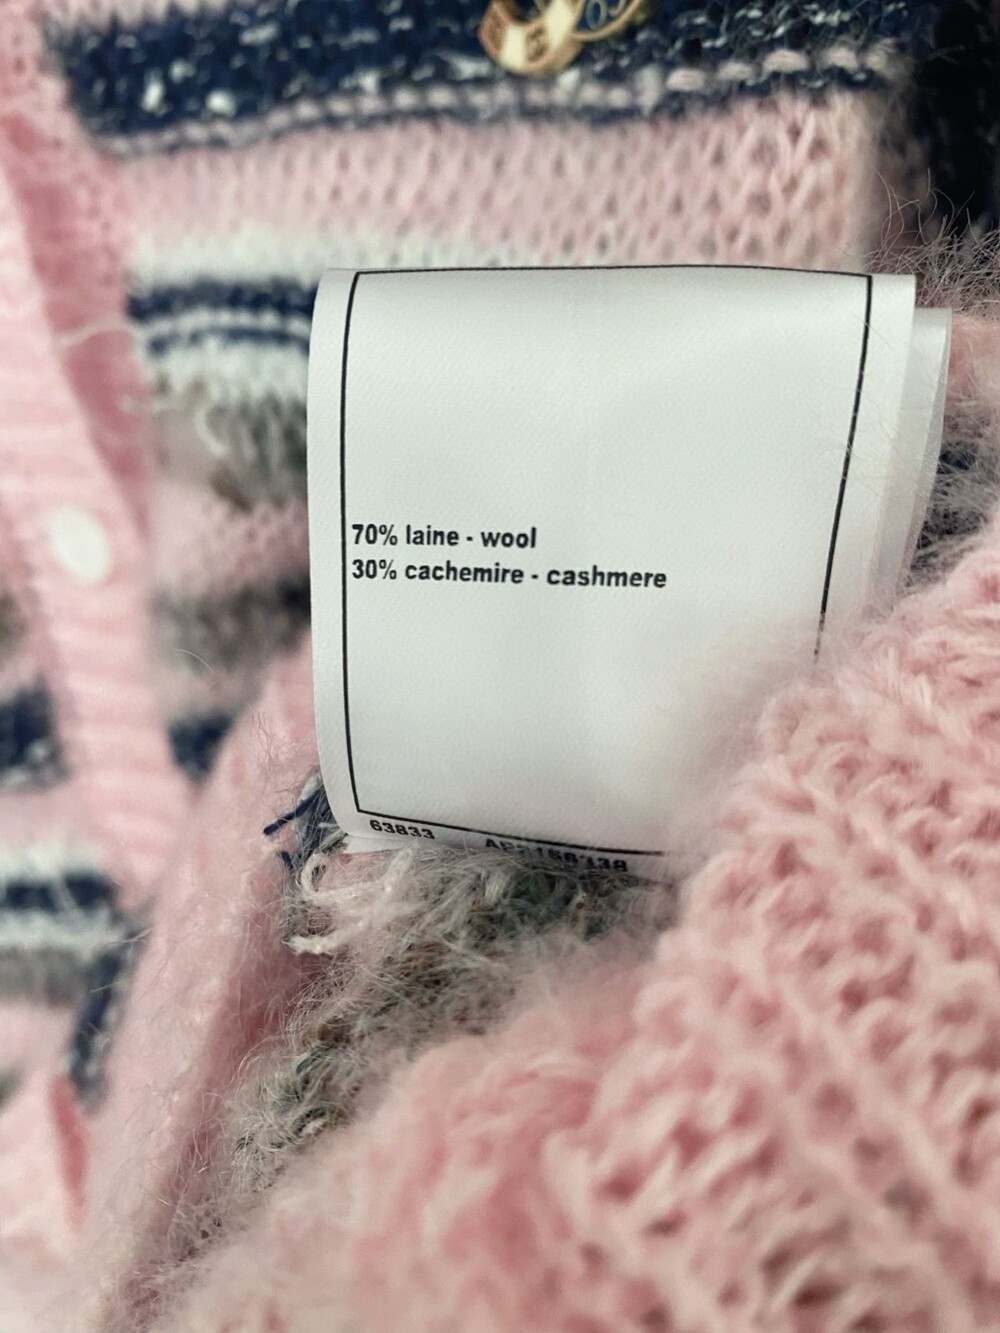 70% laine - wool
30% cachemire - cashmere
63833